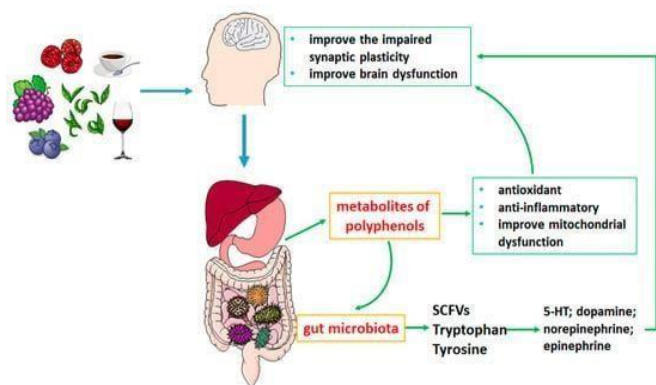 improve the impaired
synaptic plasticity
improve brain dysfunction
metabolites of
polyphenols
antioxidant
anti-inflammatory
improve mitochondrial
dysfunction
gut microbiota
SCFVs
Tryptophan
Tyrosine
5-HT; dopamine;
norepinephrine;
epinephrine